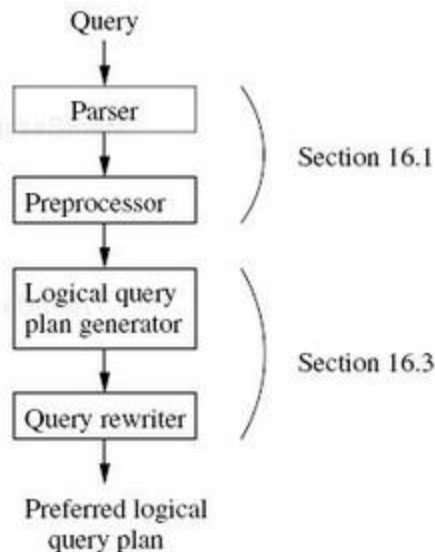 Query
Parser
Section 16.1
Preprocessor
Logical query
plan generator
Section 16.3
Query rewriter
Preferred logical
query plan